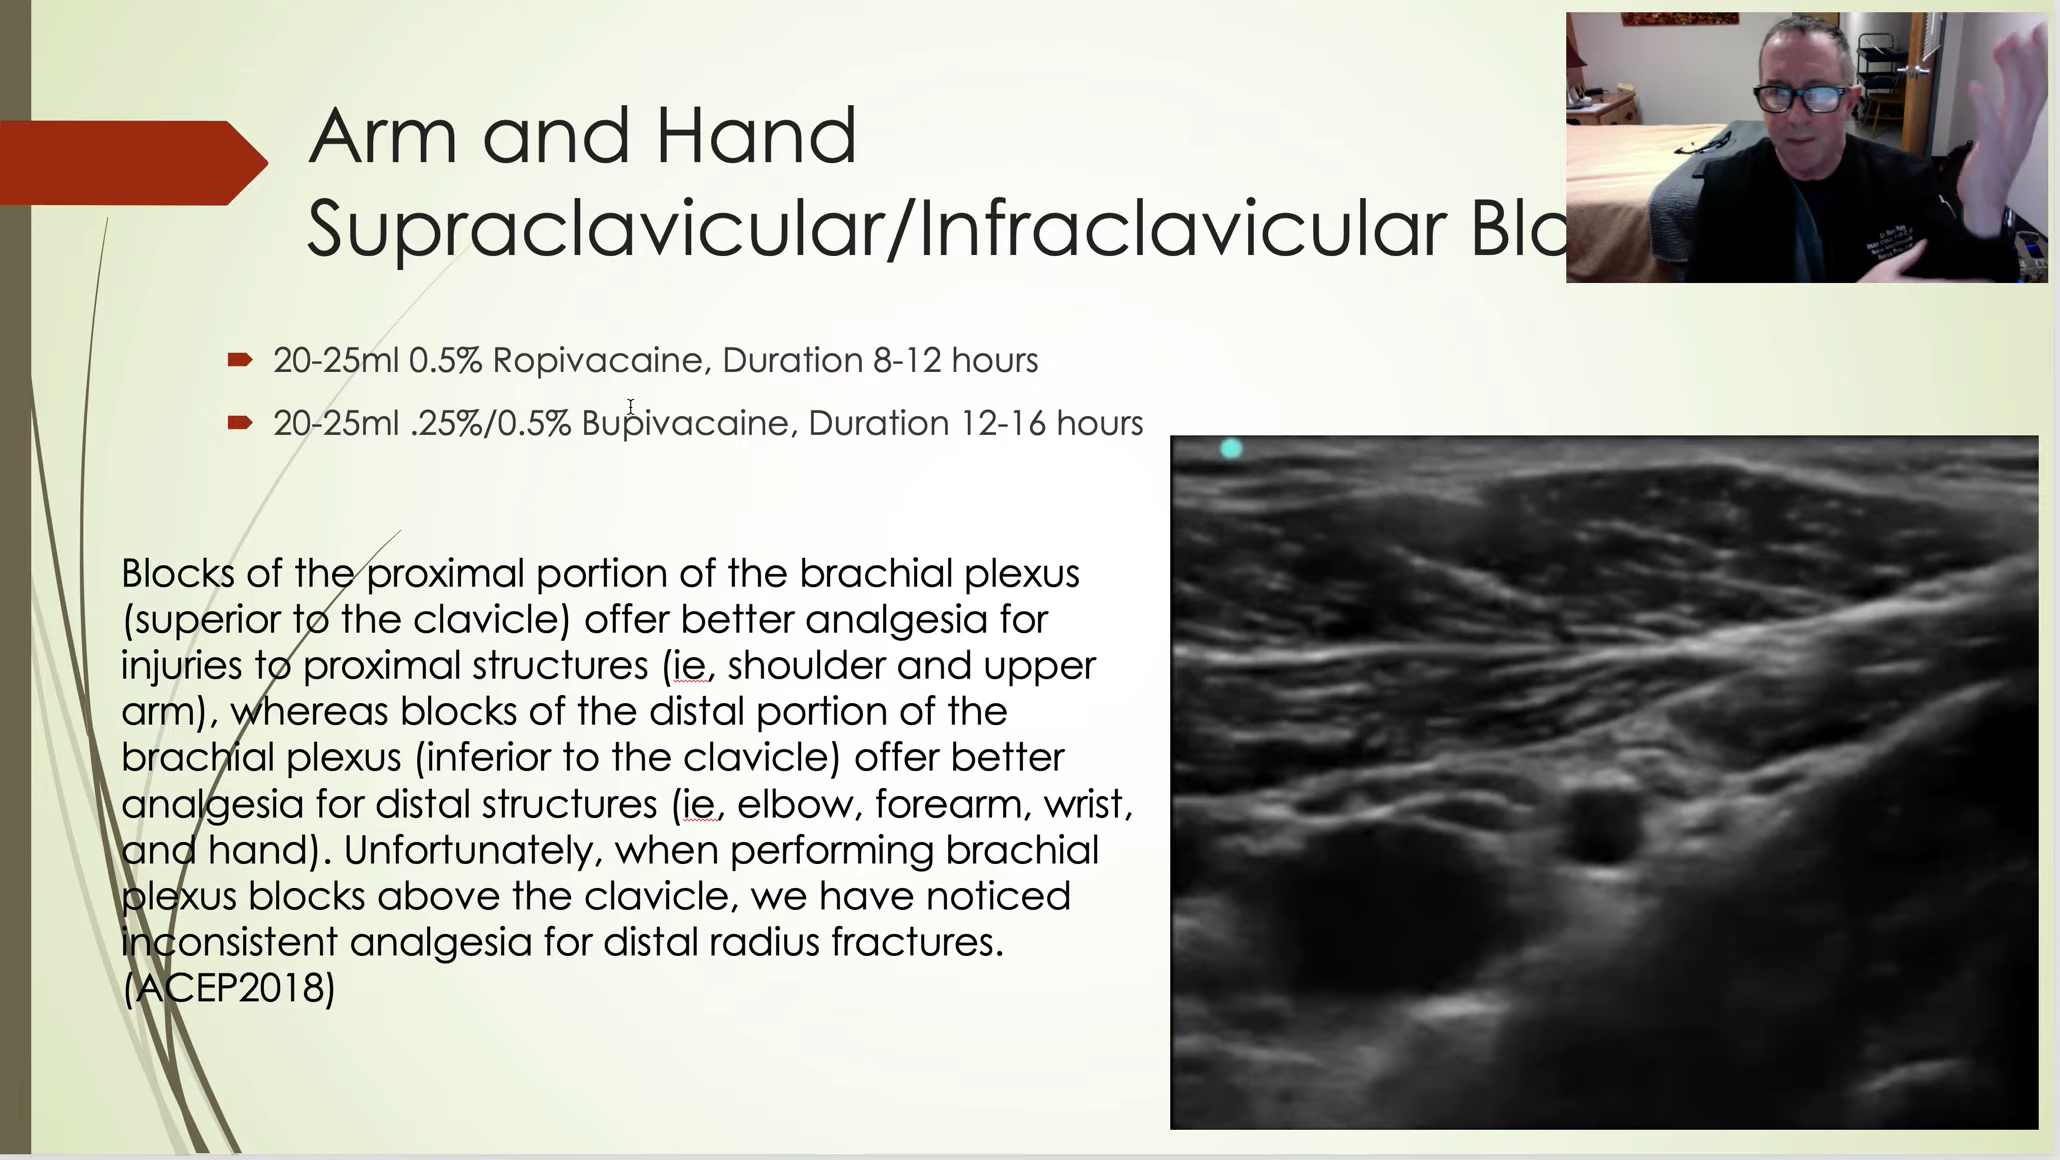 Arm and Hand
Supraclavicular/Infraclavicular Blo
20-25ml 0.5% Ropivacaine, Duration 8-12 hours
20-25ml .25%/0.5% Bupivacaine, Duration 12-16 hours
Blocks of the proximal portion of the brachial plexus
(superior to the clavicle) offer better analgesia for
injuries to proximal structures (ie, shoulder and upper
arm), whereas blocks of the distal portion of the
brachial plexus (inferior to the clavicle) offer better
analgesia for distal structures (ie, elbow, forearm, wrist,
and hand). Unfortunately, when performing brachial
plexus blocks above the clavicle, we have noticed
inconsistent analgesia for distal radius fractures.
(ACEP2018)